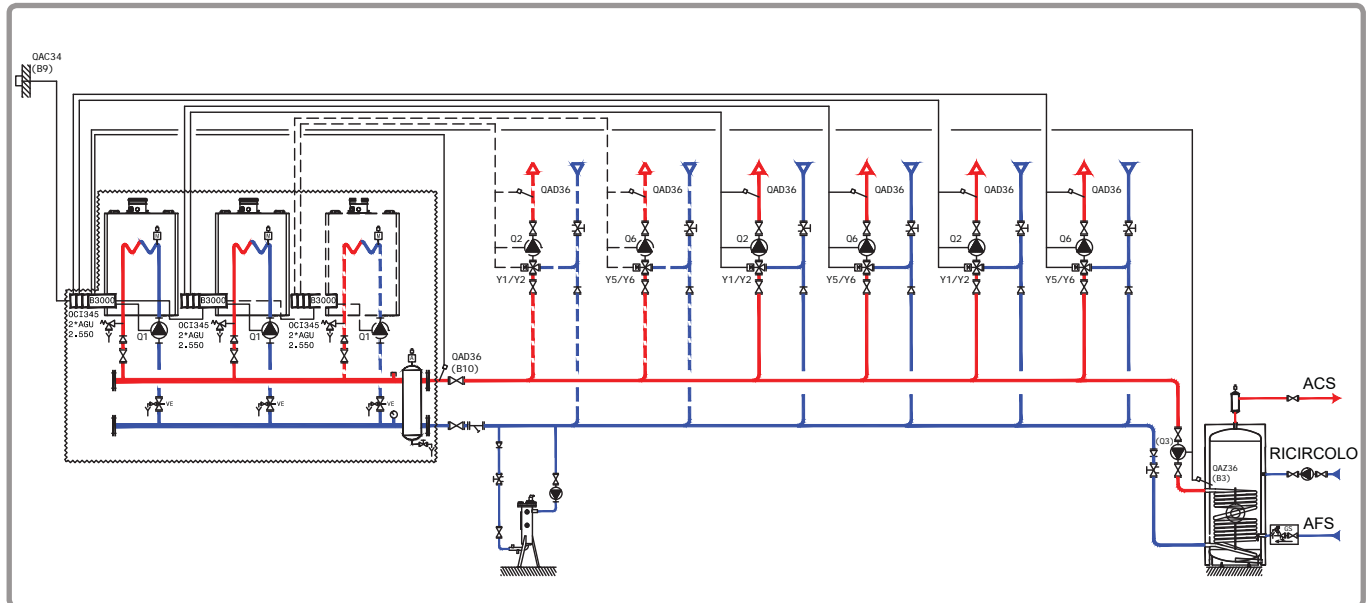 QAC34
(B9)
QAD36
QAD36
QAD36
QAD36
QAD36
QAD36
Q2
Q6
Q2
Q6
Q2
Q6
Y1/Y2
Y5/Y6
Y1/Y2
Y5/Y6
Y1/Y2
Y5/Y6
M
M
M
B3000
B3000
B3000
OCI345
2*AGU
2.550
OCI345
2*AGU
2.550
OCI345
2*AGU
2.550
Q1
Q1
Q1
QAD36
(B10)
VE
VE
VE
ACS
(Q3)
QAZ36
(B3)
RICIRCOLO
GS
AFS